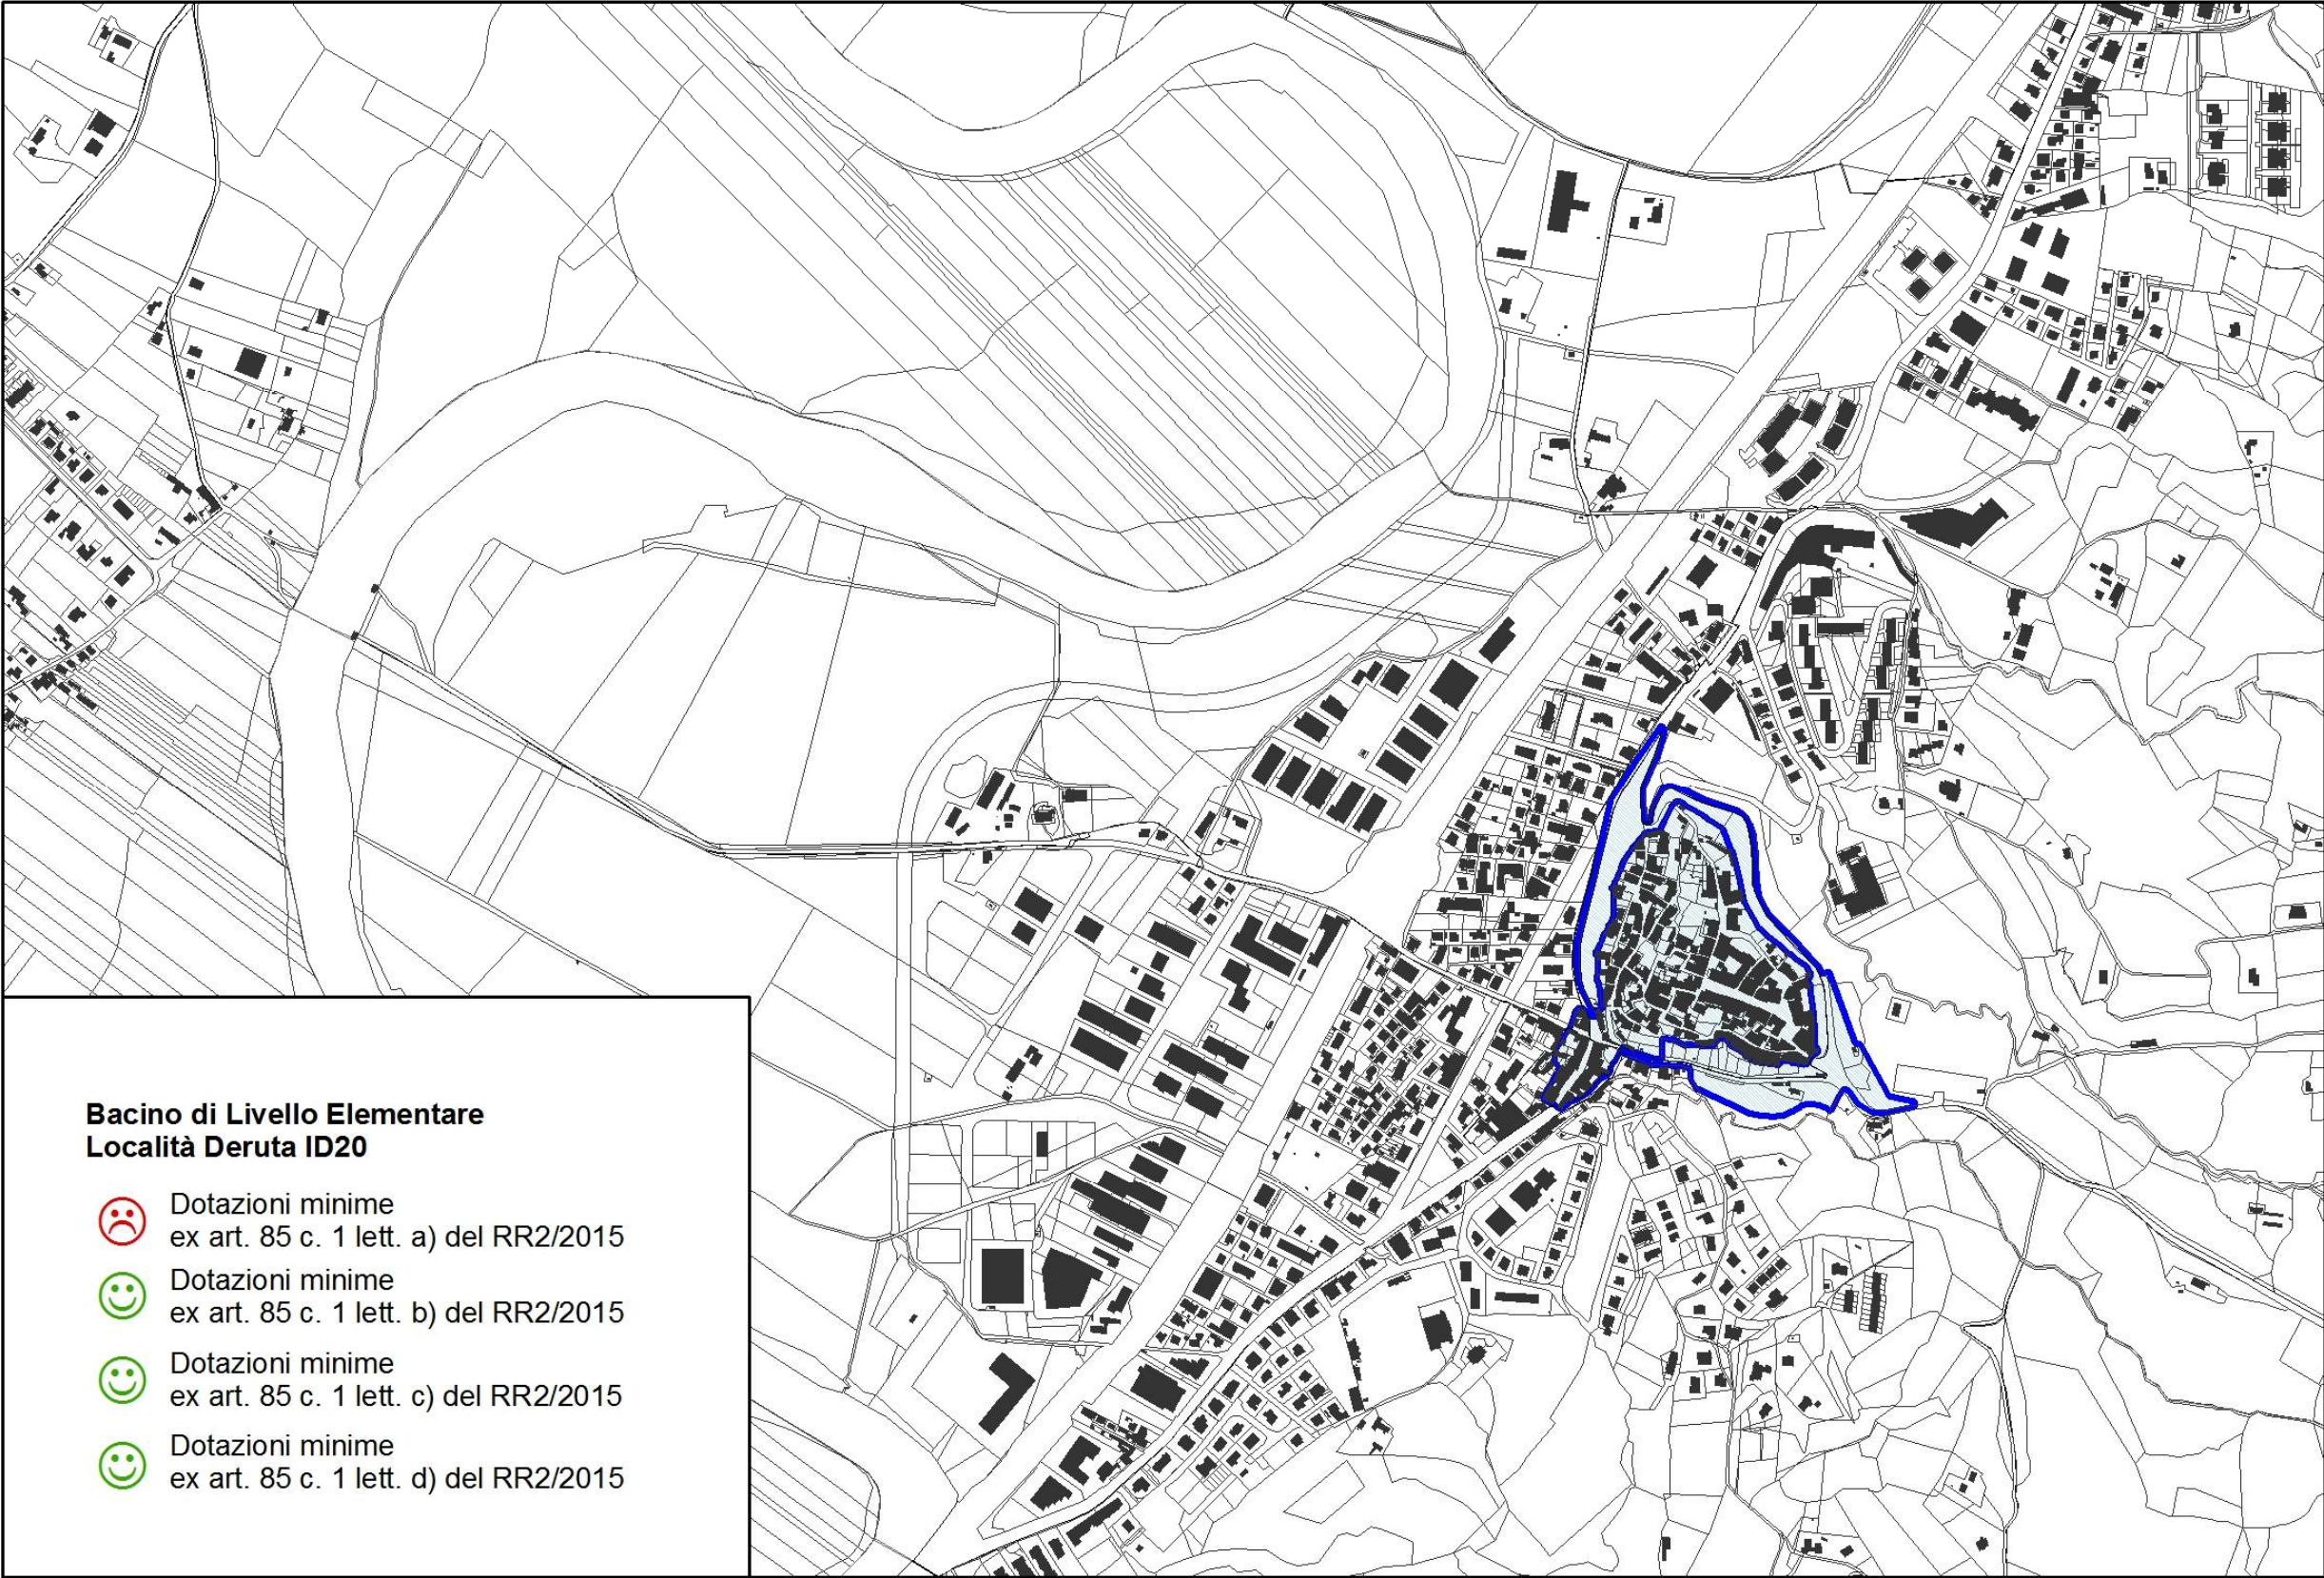 Bacino di Livello Elementare
Località Deruta ID20
Dotazioni minime
ex art. 85 c. 1 lett. a) del RR2/2015
Dotazioni minime
ex art. 85 c. 1 lett. b) del RR2/2015
Dotazioni minime
ex art. 85 c. 1 lett. c) del RR2/2015
Dotazioni minime
ex art. 85 c. 1 lett. d) del RR2/2015